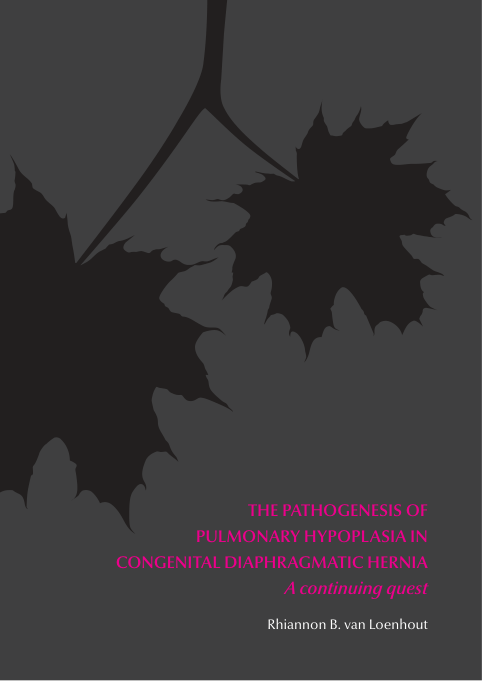 THE PATHOGENESIS OF
PULMONARY HYPOPLASIA IN
CONGENITAL DIAPHRAGMATIC HERNIA
A continuing quest
Rhiannon B. van Loenhout